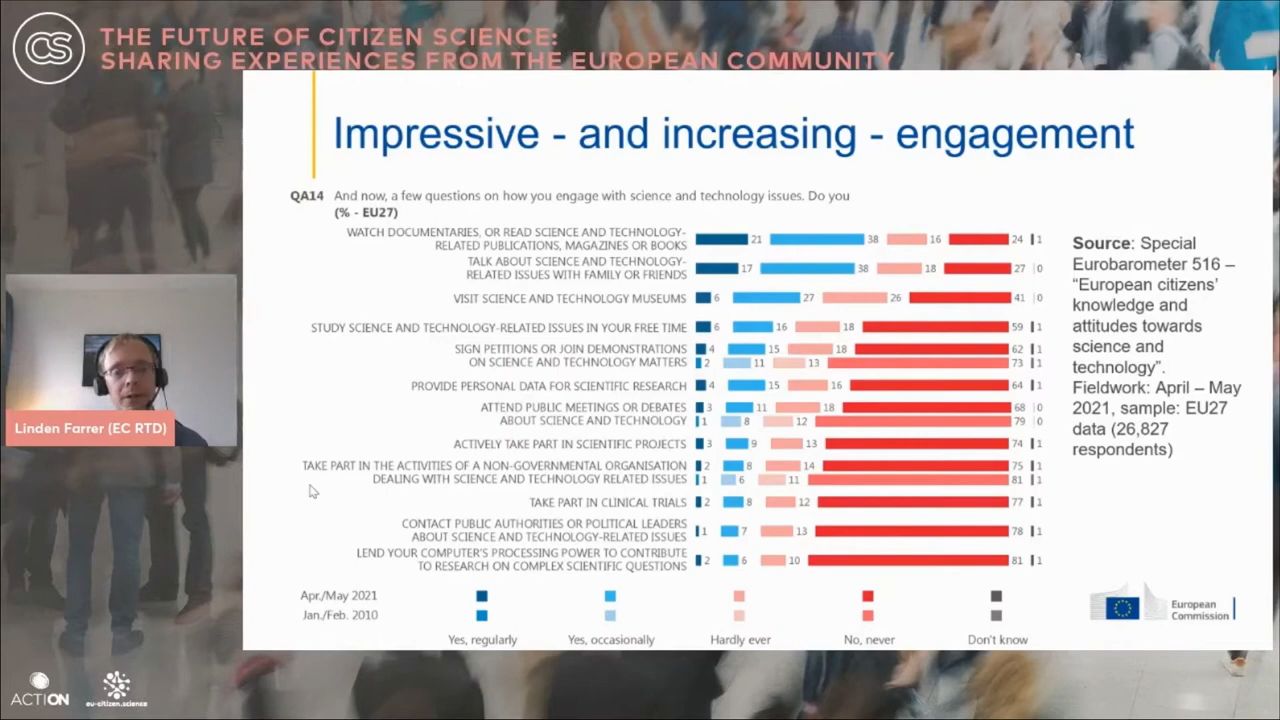 CS
THE FUTURE OF CITIZEN SCIENCE:
SHARING EXPERIENCES FROM THE EUROPEAN COMMUNITY
Impressive - and increasing - engagement
QA14 And now, a few questions on how you engage with science and technology issues. Do you
(% - EU27)
WATCH DOCUMENTARIES, OR READ SCIENCE AND TECHNOLOGY-
RELATED PUBLICATIONS, MAGAZINES OR BOOKS
21 38 16 24 1
TALK ABOUT SCIENCE AND TECHNOLOGY-
RELATED ISSUES WITH FAMILY OR FRIENDS
17 38 18 27 0
VISIT SCIENCE AND TECHNOLOGY MUSEUMS 6 27 26 41 0
STUDY SCIENCE AND TECHNOLOGY-RELATED ISSUES IN YOUR FREE TIME 6 16 18 59 1
SIGN PETITIONS OR JOIN DEMONSTRATIONS 4 15 18 62 1
ON SCIENCE AND TECHNOLOGY MATTERS 2 11 13 73 1
PROVIDE PERSONAL DATA FOR SCIENTIFIC RESEARCH 4 15 16 64 1
ATTEND PUBLIC MEETINGS OR DEBATES 3 11 18 68 0
ABOUT SCIENCE AND TECHNOLOGY 1 8 12 79 0
ACTIVELY TAKE PART IN SCIENTIFIC PROJECTS 3 9 13 74 1
TAKE PART IN THE ACTIVITIES OF A NON-GOVERNMENTAL ORGANISATION 2 8 14 75 1
DEALING WITH SCIENCE AND TECHNOLOGY RELATED ISSUES 1 6 11 81 1
TAKE PART IN CLINICAL TRIALS 2 8 12 77 1
CONTACT PUBLIC AUTHORITIES OR POLITICAL LEADERS
ABOUT SCIENCE AND TECHNOLOGY-RELATED ISSUES
1 7 13 78 1
LEND YOUR COMPUTER'S PROCESSING POWER TO CONTRIBUTE
TO RESEARCH ON COMPLEX SCIENTIFIC QUESTIONS
2 6 10 81 1
Apr./May 2021
Jan./Feb. 2010
Yes, regularly Yes, occasionally Hardly ever No, never Don't know
Source: Special
Eurobarometer 516 –
“European citizens’
knowledge and
attitudes towards
science and
technology”.
Fieldwork: April – May
2021, sample: EU27
data (26,827
respondents)
European
Commission
Linden Farrer (EC RTD)
ACTION
eu-citizen.science